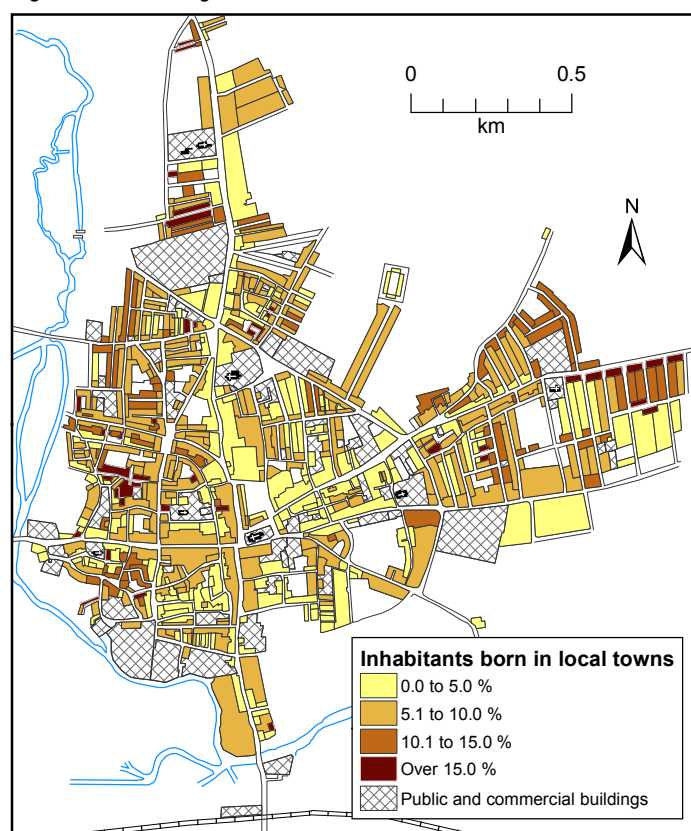 0 0.5
km
N
Inhabitants born in local towns
0.0 to 5.0 %
5.1 to 10.0 %
10.1 to 15.0 %
Over 15.0 %
Public and commercial buildings